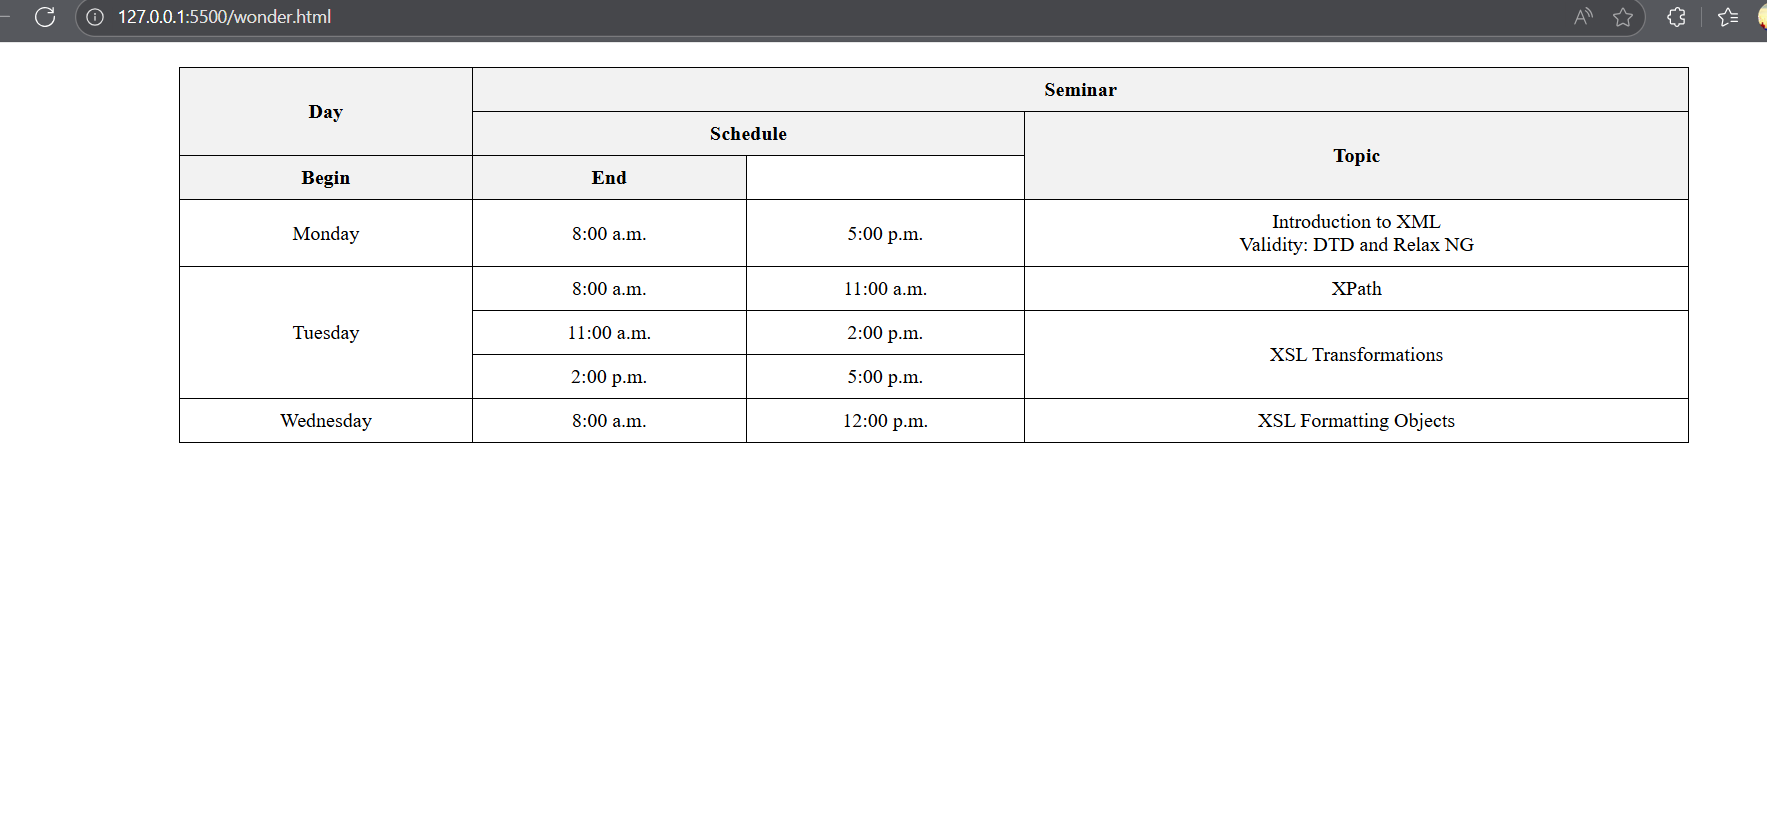 127.0.0.1:5500/wonder.html
Day
Seminar
Schedule
Topic
Begin
End
Monday
8:00 a.m.
5:00 p.m.
Introduction to XML
Validity: DTD and Relax NG
Tuesday
8:00 a.m.
11:00 a.m.
XPath
11:00 a.m.
2:00 p.m.
XSL Transformations
2:00 p.m.
5:00 p.m.
Wednesday
8:00 a.m.
12:00 p.m.
XSL Formatting Objects